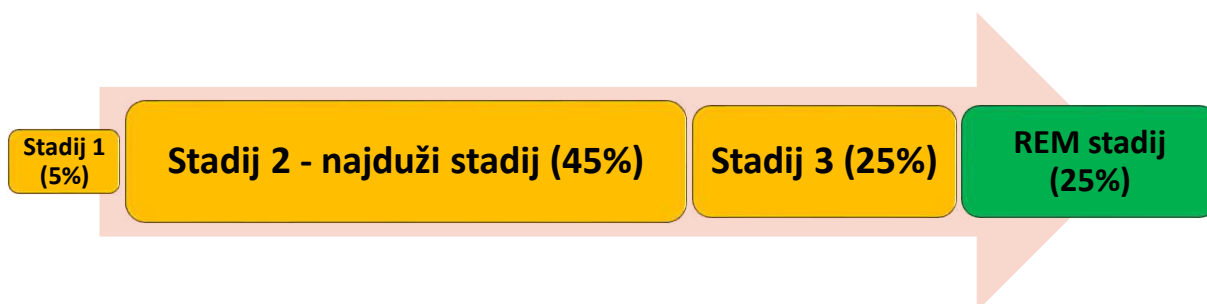 Stadij 1
(5%)
Stadij 2 - najduži stadij (45%)
Stadij 3 (25%)
REM stadij
(25%)